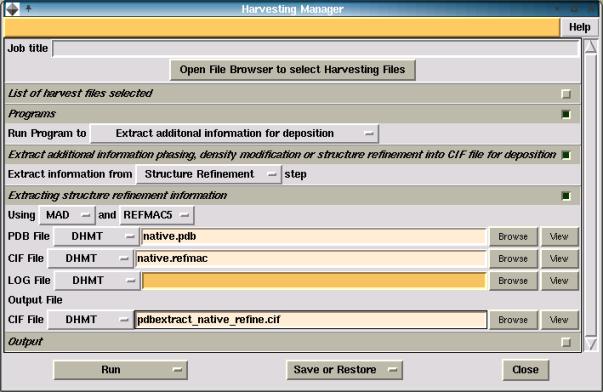 Harvesting Manager
Help
Job title
Open File Browser to select Harvesting Files
List of harvest files selected
Programs
Run Program to Extract additonal information for deposition
Extract additional information phasing, density modification or structure refinement into CIF file for deposition
Extract information from Structure Refinement step
Extracting structure refinement information
Using MAD and REFMAC5
PDB File DHMT native.pdb Browse View
CIF File DHMT native.refmac Browse View
LOG File DHMT Browse View
Output File
CIF File DHMT pdbextract_native_refine.cif Browse View
Output
Run Save or Restore Close